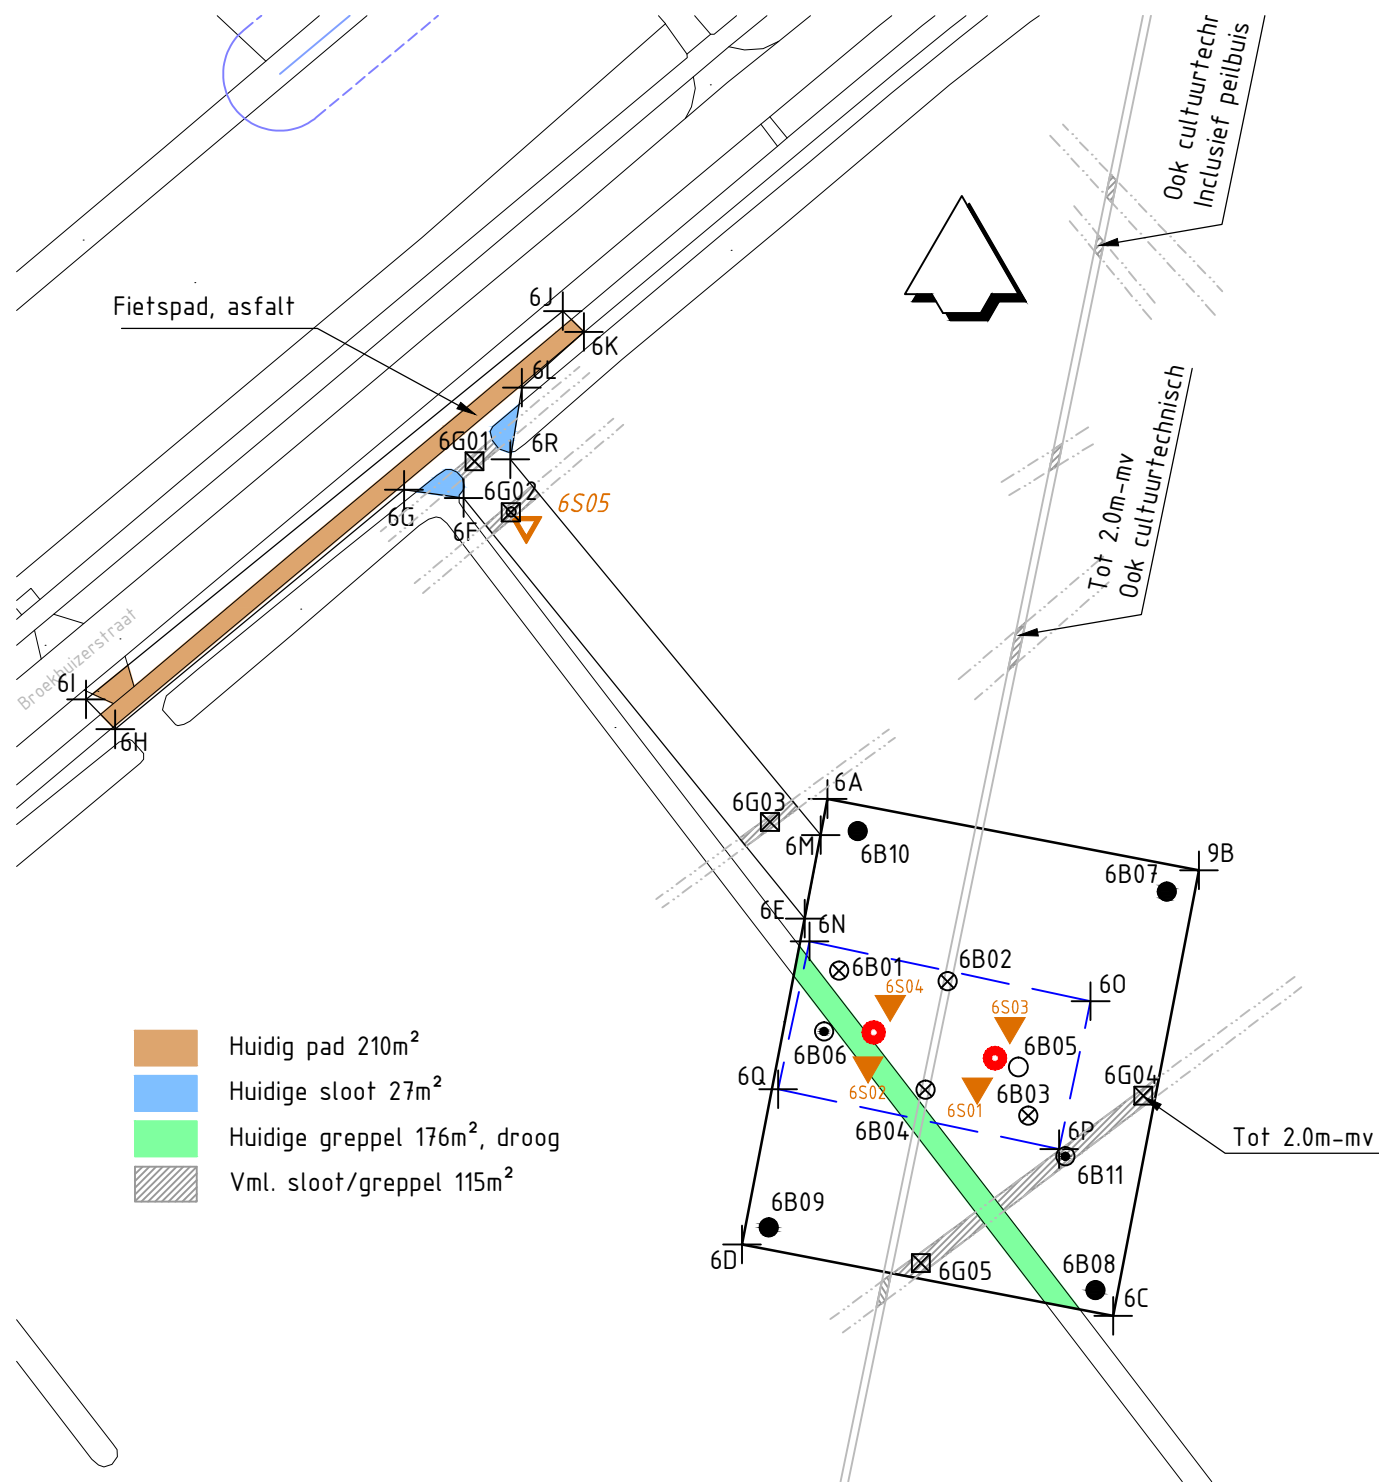 Ook cultuurtechr
Inclusief peilbuis
Fietspad, asfalt
6J
6K
6L
6G01
6R
6G02
6S05
6G
6F
Tot 2.0m-mv
Ook cultuurtechnisch
Broekhuizerstraat
6I
6H
6A
6G03
6M
6B10
9B
6B07
6E
6N
6B01
6B02
6S04
6O
6S03
6B06
6B05
6Q
6S02
6G04
6S01
6B03
6B04
6P
Tot 2.0m-mv
6B11
6B09
6D
6G05
6B08
6C
Huidig pad 210m²
Huidige sloot 27m²
Huidige greppel 176m², droog
Vml. sloot/greppel 115m²